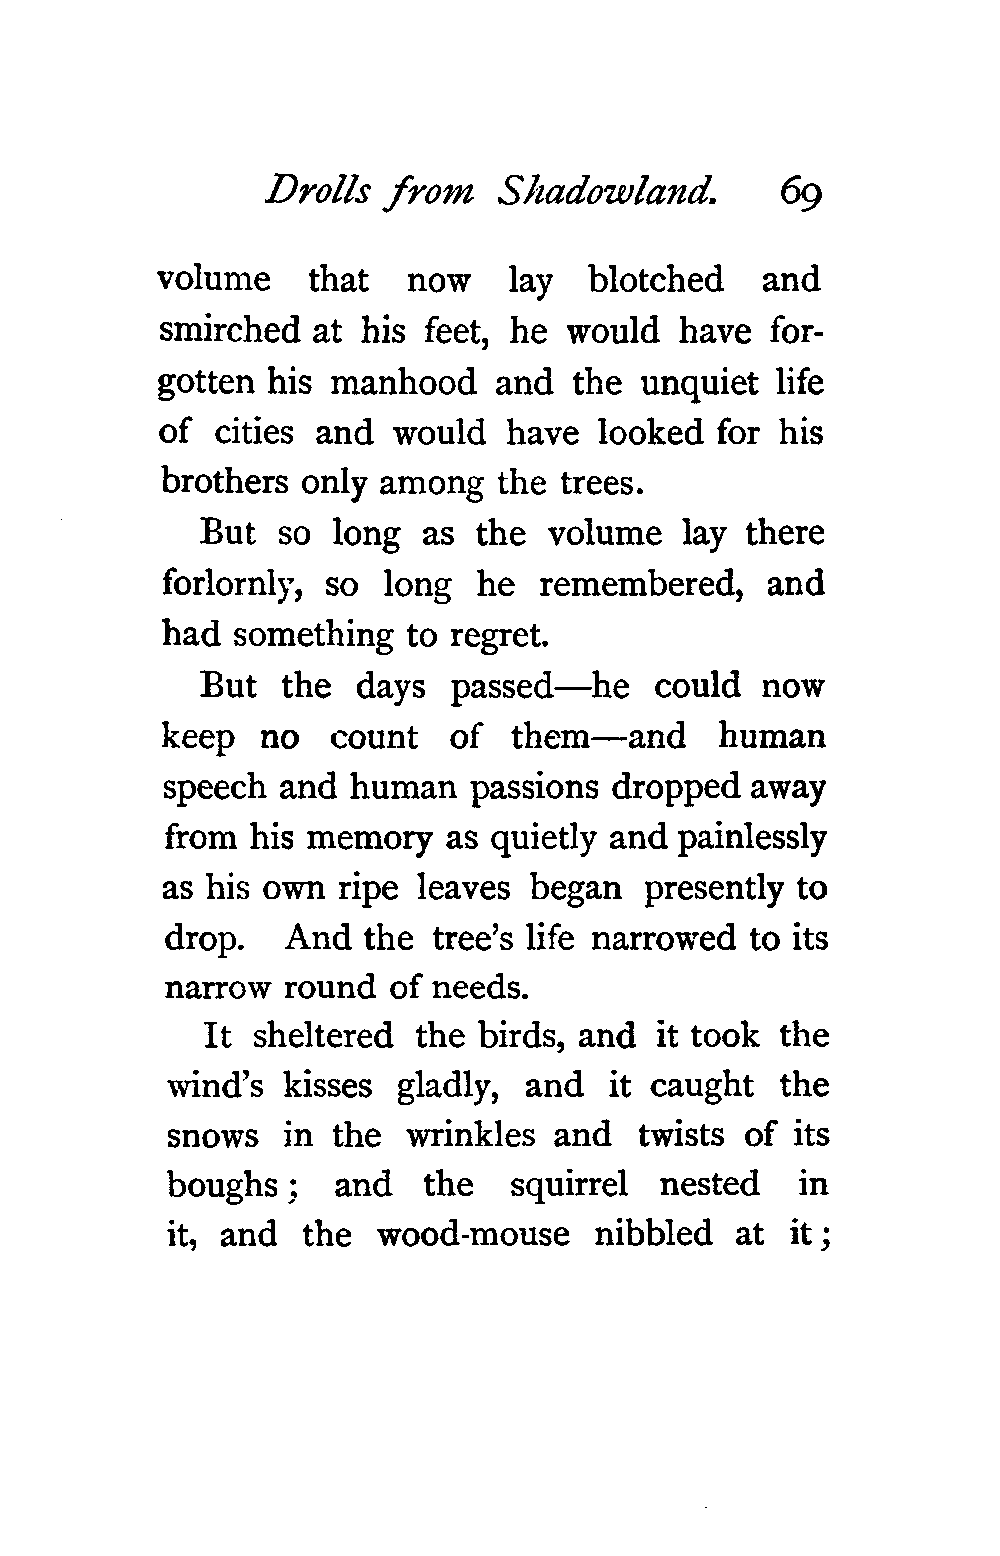 Drolls from Shadowland. 69
volume that now lay blotched and
smirched at his feet, he would have for-
gotten his manhood and the unquiet life
of cities and would have looked for his
brothers only among the trees.
But so long as the volume lay there
forlornly, so long he remembered, and
had something to regret.
But the days passed—he could now
keep no count of them—and human
speech and human passions dropped away
from his memory as quietly and painlessly
as his own ripe leaves began presently to
drop. And the tree's life narrowed to its
narrow round of needs.
It sheltered the birds, and it took the
wind's kisses gladly, and it caught the
snows in the wrinkles and twists of its
boughs ; and the squirrel nested in
it, and the wood-mouse nibbled at it ;